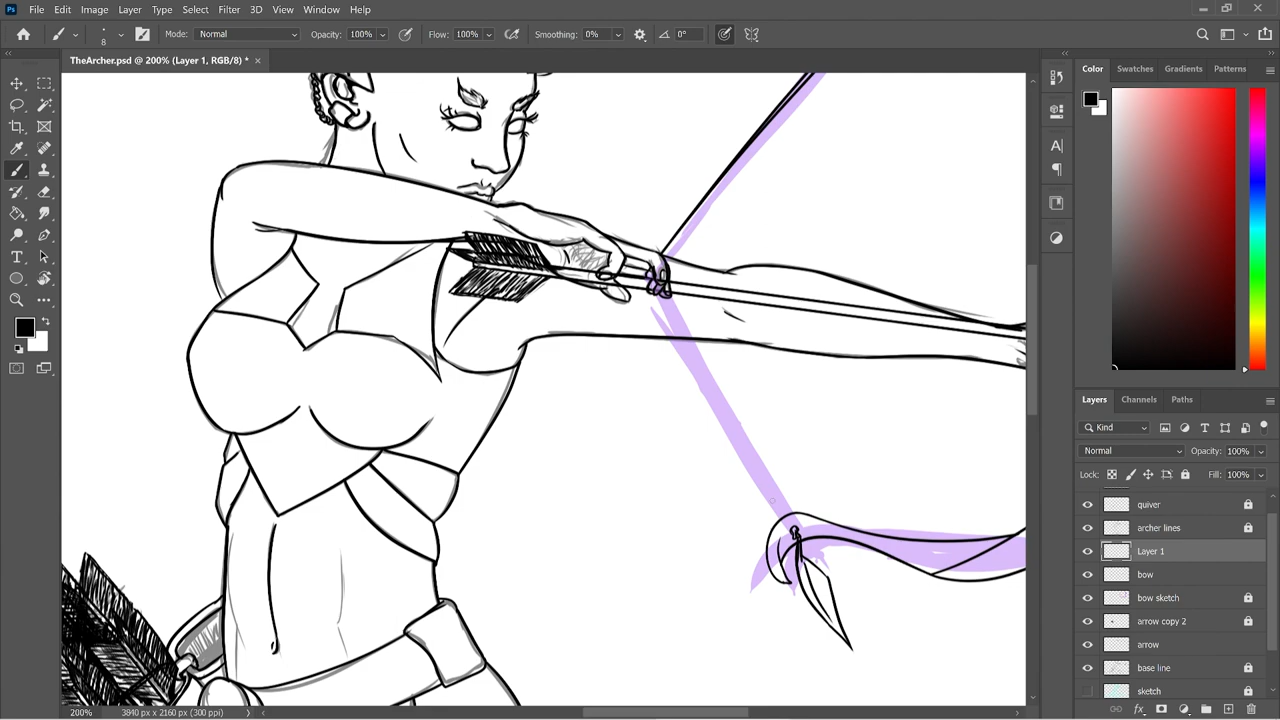 Ps File Edit Image Layer Type Select Filter 3D View Window Help
8 Mode: Normal Opacity: 100% Flow: 100% Smoothing: 0% 0°
TheArcher.psd @ 200% (Layer 1, RGB/8) *
Color Swatches Gradients Patterns
Layers Channels Paths
Kind
Normal Opacity: 100%
Lock: Fill: 100%
quiver
archer lines
Layer 1
bow
bow sketch
arrow copy 2
arrow
base line
sketch
200% 3840 px x 2160 px (300 ppi)